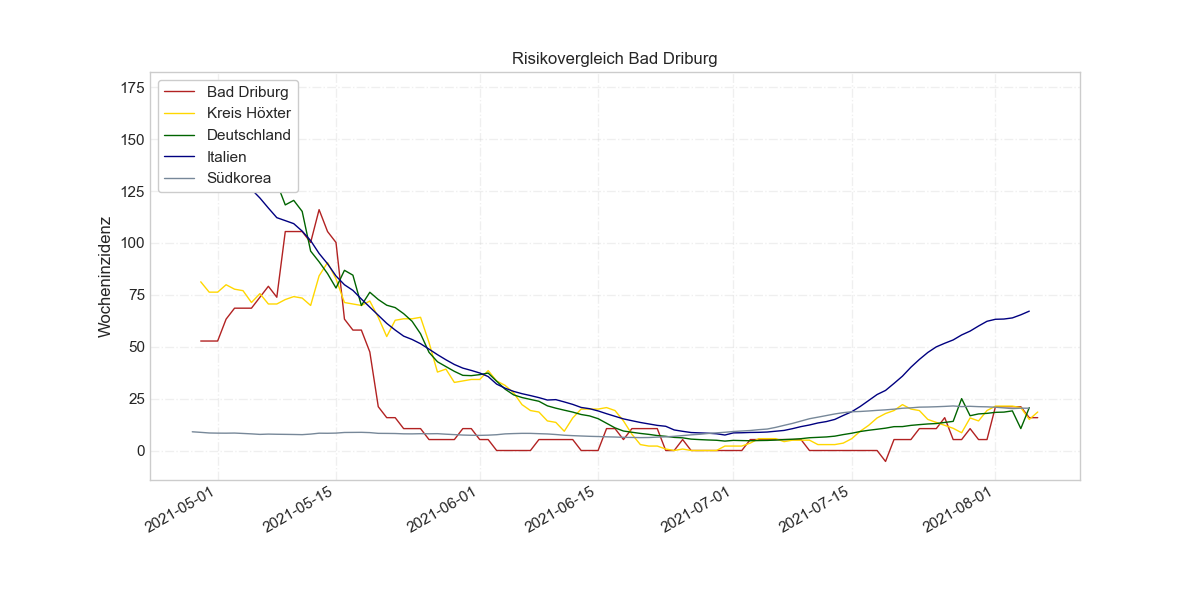 Risikovergleich Bad Driburg
Wocheninzidenz
175
150
125
100
75
50
25
0
Bad Driburg
Kreis Höxter
Deutschland
Italien
Südkorea
2021-05-01
2021-05-15
2021-06-01
2021-06-15
2021-07-01
2021-07-15
2021-08-01